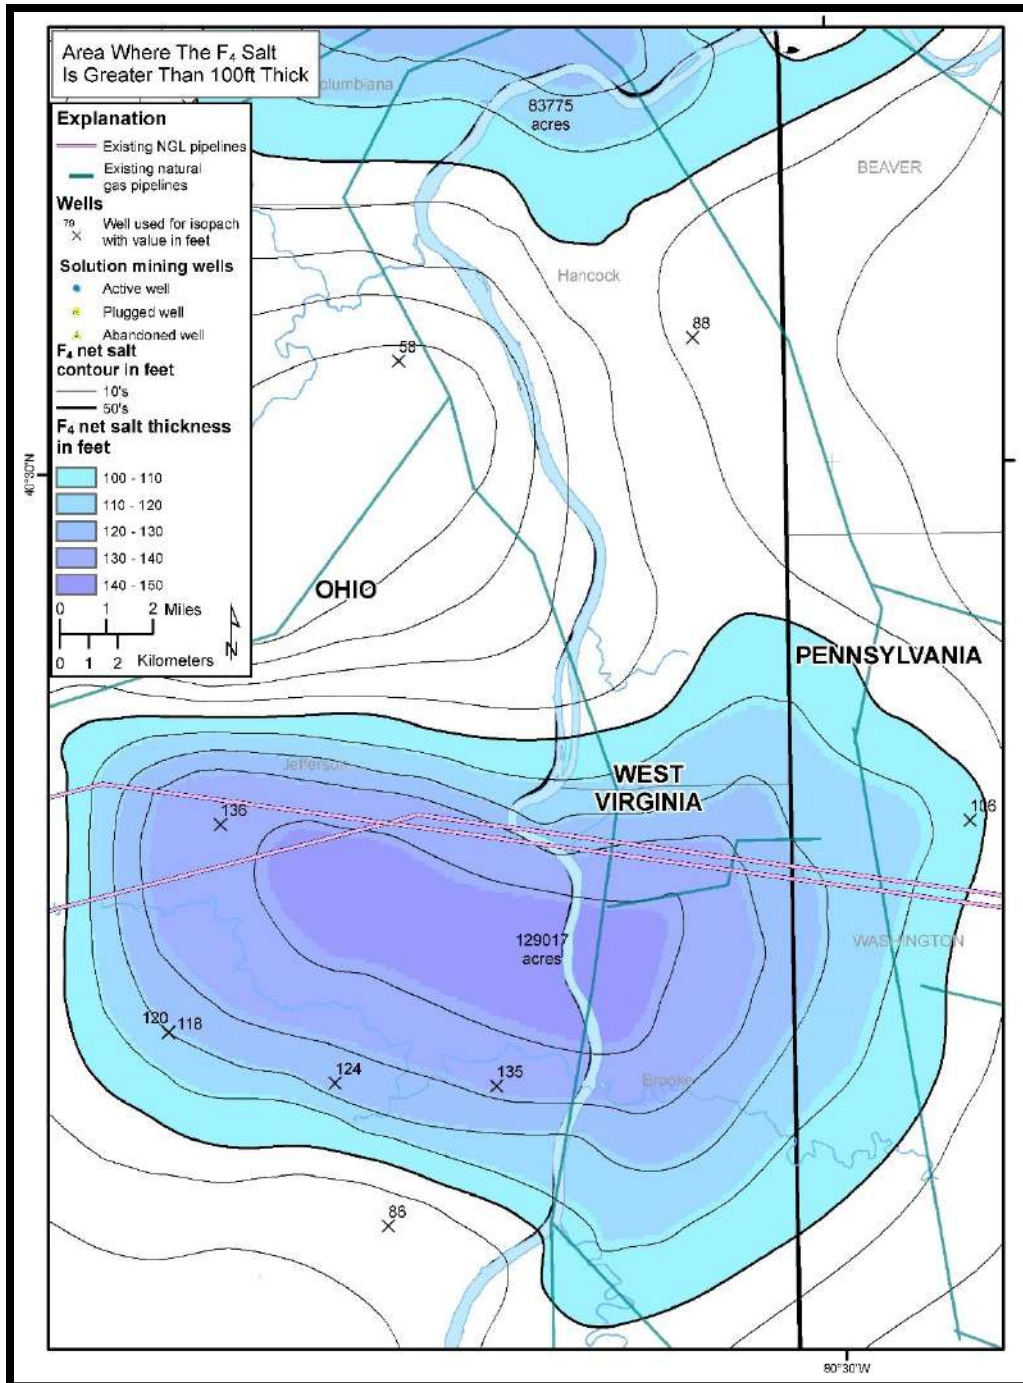 Area Where The F₄ Salt
Is Greater Than 100ft Thick
Explanation
Existing NGL pipelines
Existing natural
gas pipelines
Wells
79
Well used for isopach
with value in feet
Solution mining wells
Active well
Plugged well
Abandoned well
F₄ net salt
contour in feet
10's
50's
F₄ net salt thickness
in feet
100 - 110
110 - 120
120 - 130
130 - 140
140 - 150
0 1 2 Miles
0 1 2 Kilometers
N
olumbiana
83775
acres
BEAVER
Hancock
88
58
40°30'N
OHIO
PENNSYLVANIA
WEST
VIRGINIA
Jefferson
136
106
129017
acres
WASHINGTON
120
118
124
135
Brooke
86
80°30'W